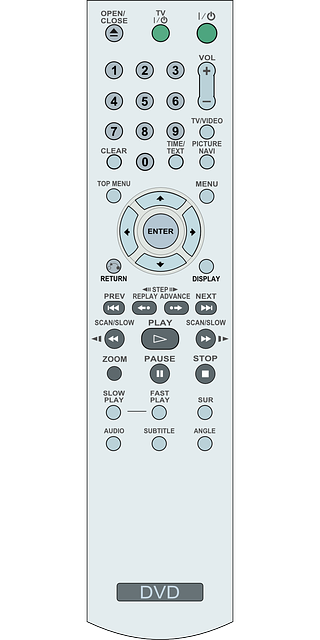 OPEN/
CLOSE
TV
I/⏻
I/⏻
VOL
1 2 3
+
4 5 6
−
TV/VIDEO
7 8 9
CLEAR
TIME/
TEXT
PICTURE
NAVI
0
TOP MENU
MENU
ENTER
RETURN
DISPLAY
STEP
PREV
REPLAY ADVANCE
NEXT
SCAN/SLOW
PLAY
SCAN/SLOW
ZOOM
PAUSE
STOP
SLOW
PLAY
FAST
PLAY
SUR
AUDIO
SUBTITLE
ANGLE
DVD